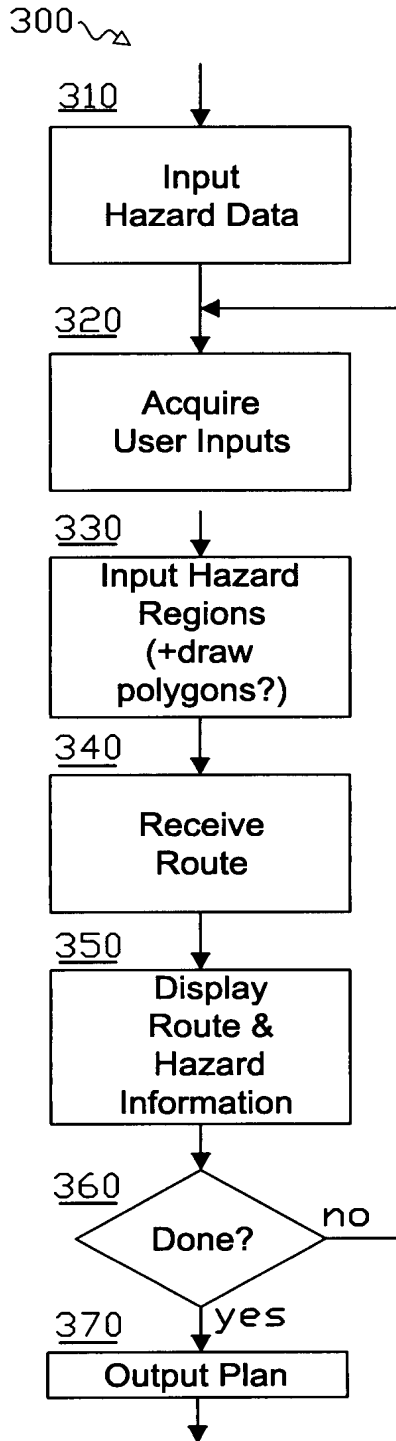 300
310
Input
Hazard Data
320
Acquire
User Inputs
330
Input Hazard
Regions
(+draw
polygons?)
340
Receive
Route
350
Display
Route &
Hazard
Information
360
Done?
no
yes
370
Output Plan